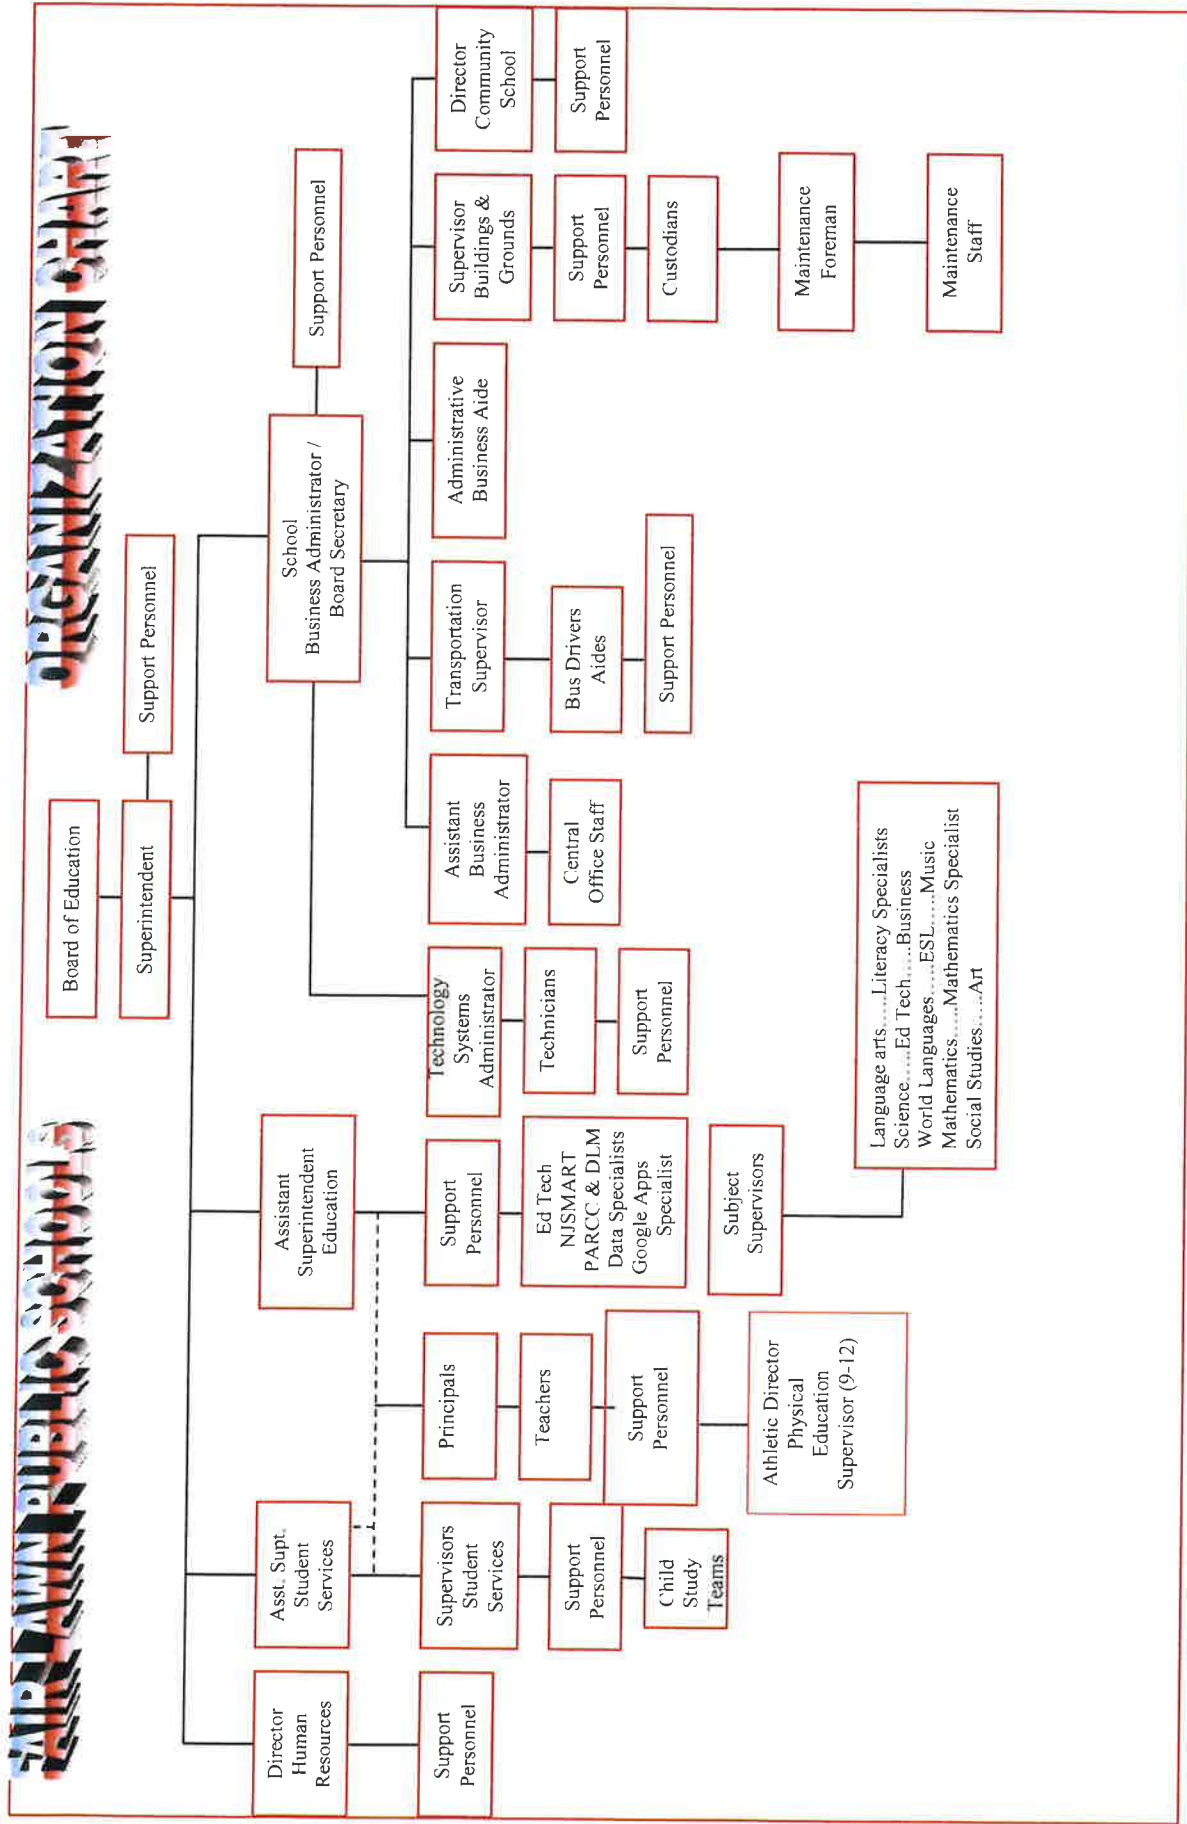 FAIR LAWN PUBLIC SCHOOLS
ORGANIZATION CHART
Board of Education
Superintendent
Support Personnel
Director
Human
Resources
Support
Personnel
Asst. Supt.
Student
Services
Supervisors
Student
Services
Support
Personnel
Child
Study
Teams
Principals
Teachers
Support
Personnel
Athletic Director
Physical
Education
Supervisor (9-12)
Assistant
Superintendent
Education
Support
Personnel
Ed Tech
NJSMART
PARCC & DLM
Data Specialists
Google Apps
Specialist
Subject
Supervisors
Language arts.....Literacy Specialists
Science.....Ed Tech.....Business
World Languages.....ESL.....Music
Mathematics.....Mathematics Specialist
Social Studies.....Art
School
Business Administrator /
Board Secretary
Support Personnel
Technology
Systems
Administrator
Technicians
Support
Personnel
Assistant
Business
Administrator
Central
Office Staff
Transportation
Supervisor
Bus Drivers
Aides
Support Personnel
Administrative
Business Aide
Supervisor
Buildings &
Grounds
Support
Personnel
Custodians
Maintenance
Foreman
Maintenance
Staff
Director
Community
School
Support
Personnel